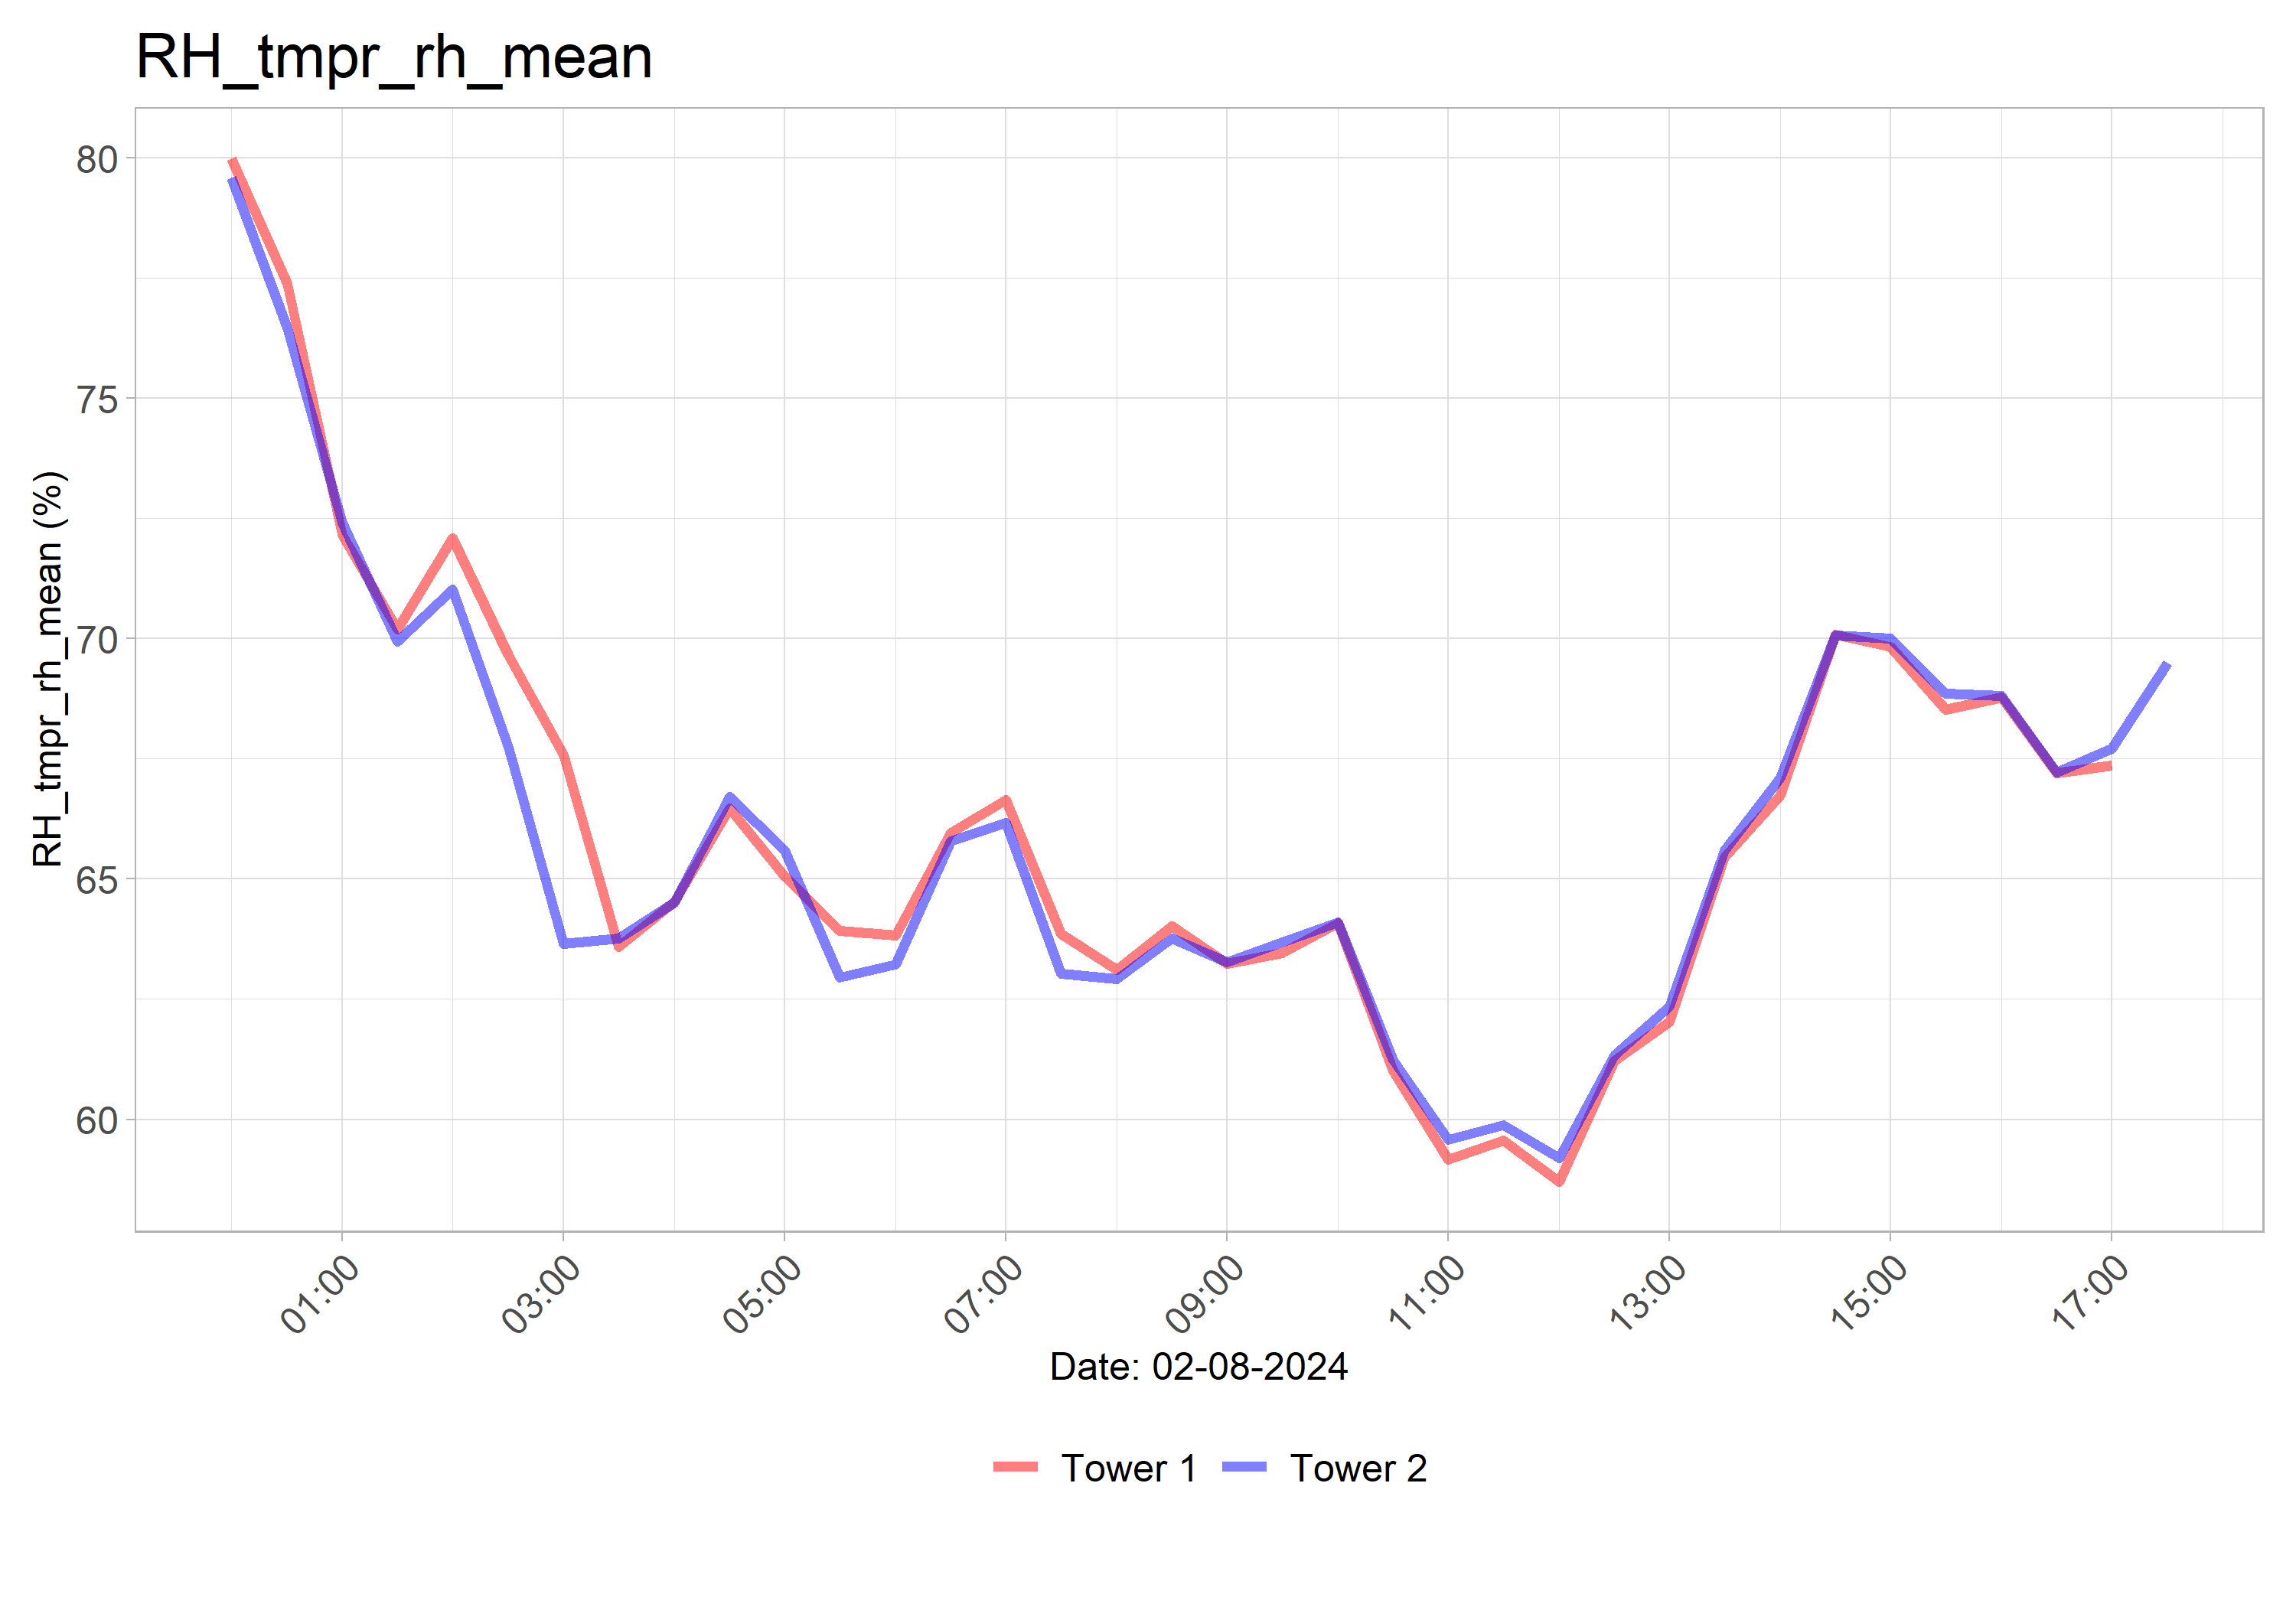 RH_tmpr_rh_mean
RH_tmpr_rh_mean (%)
80
75
70
65
60
01:00 03:00 05:00 07:00 09:00 11:00 13:00 15:00 17:00
Date: 02-08-2024
Tower 1 Tower 2